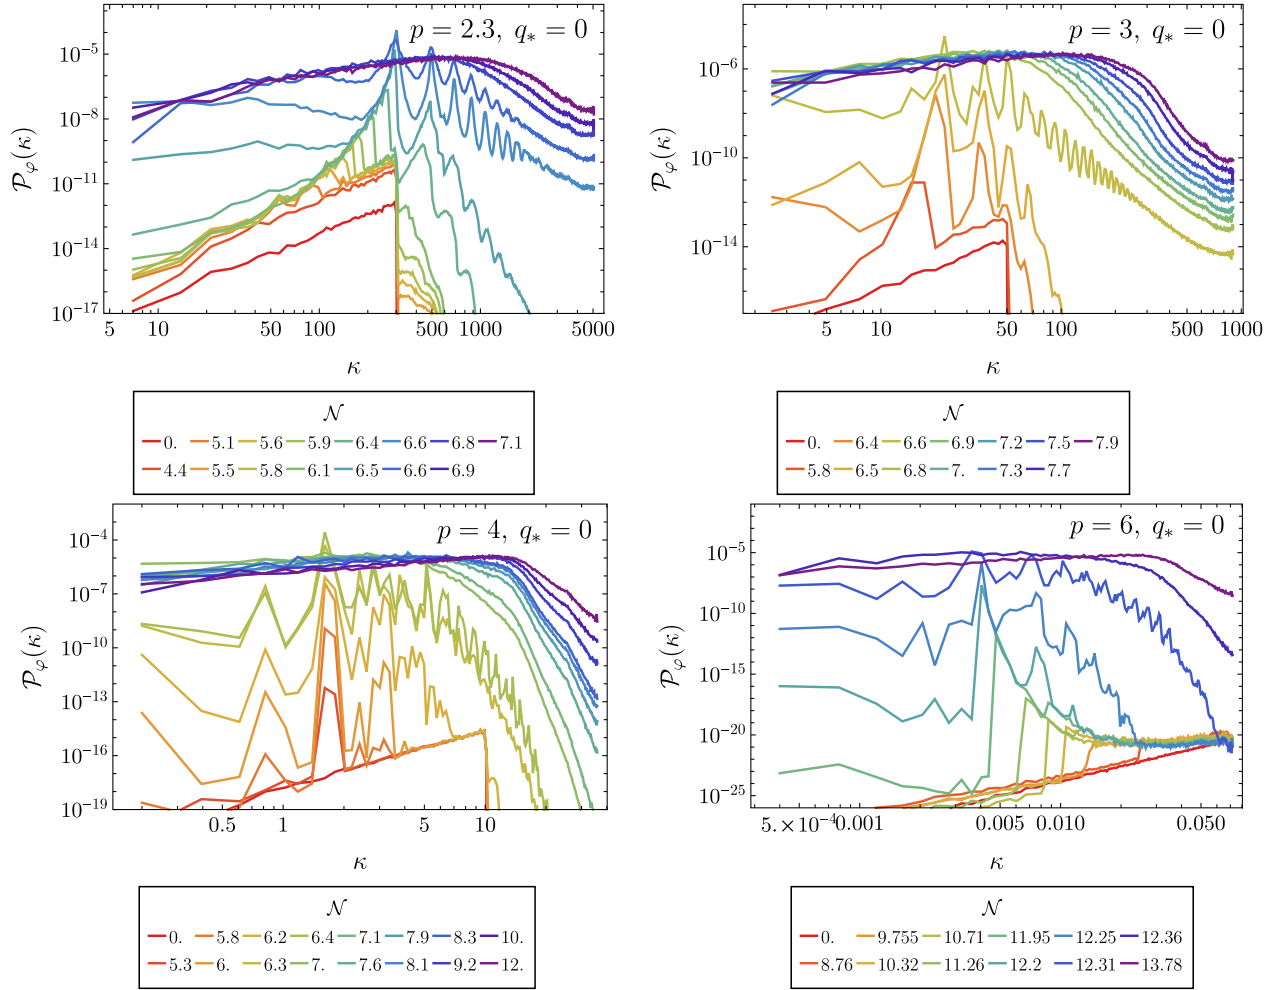 p = 2.3, q* = 0
10⁻⁵
10⁻⁸
10⁻¹¹
10⁻¹⁴
10⁻¹⁷
𝒫φ(κ)
5 10 50 100 500 1000 5000
κ
𝒩
0. 5.1 5.6 5.9 6.4 6.6 6.8 7.1
4.4 5.5 5.8 6.1 6.5 6.6 6.9
p = 3, q* = 0
10⁻⁶
10⁻¹⁰
10⁻¹⁴
𝒫φ(κ)
5 10 50 100 500 1000
κ
𝒩
0. 6.4 6.6 6.9 7.2 7.5 7.9
5.8 6.5 6.8 7. 7.3 7.7
p = 4, q* = 0
10⁻⁴
10⁻⁷
10⁻¹⁰
10⁻¹³
10⁻¹⁶
10⁻¹⁹
𝒫φ(κ)
0.5 1 5 10
κ
𝒩
0. 5.8 6.2 6.4 7.1 7.9 8.3 10.
5.3 6. 6.3 7. 7.6 8.1 9.2 12.
p = 6, q* = 0
10⁻⁵
10⁻¹⁰
10⁻¹⁵
10⁻²⁰
10⁻²⁵
𝒫φ(κ)
5.×10⁻⁴ 0.001 0.005 0.010 0.050
κ
𝒩
0. 9.755 10.71 11.95 12.25 12.36
8.76 10.32 11.26 12.2 12.31 13.78